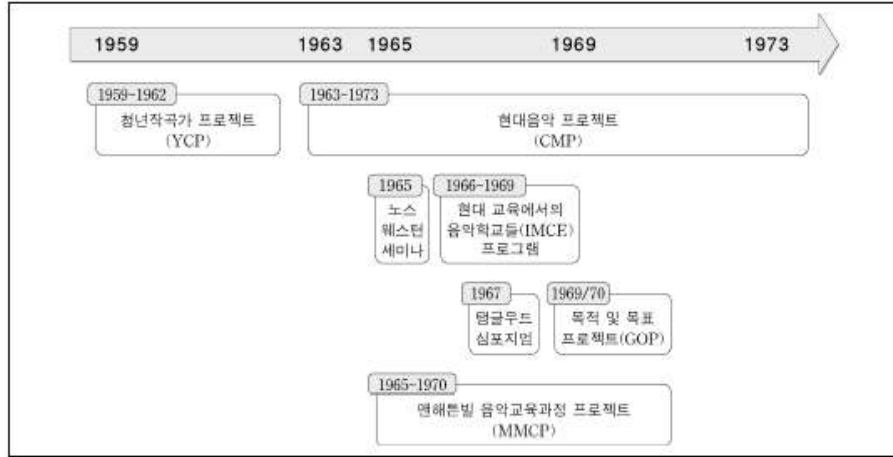 1959 1963 1965 1969 1973
1959-1962
청년작곡가 프로젝트
(YCP)
1963-1973
현대음악 프로젝트
(CMP)
1965
노스
웨스턴
세미나
1966-1969
현대 교육에서의
음악학교들(IMCE)
프로그램
1967
탱글우드
심포지엄
1969/70
목적 및 목표
프로젝트(GOP)
1965-1970
맨해튼빌 음악교육과정 프로젝트
(MMCP)